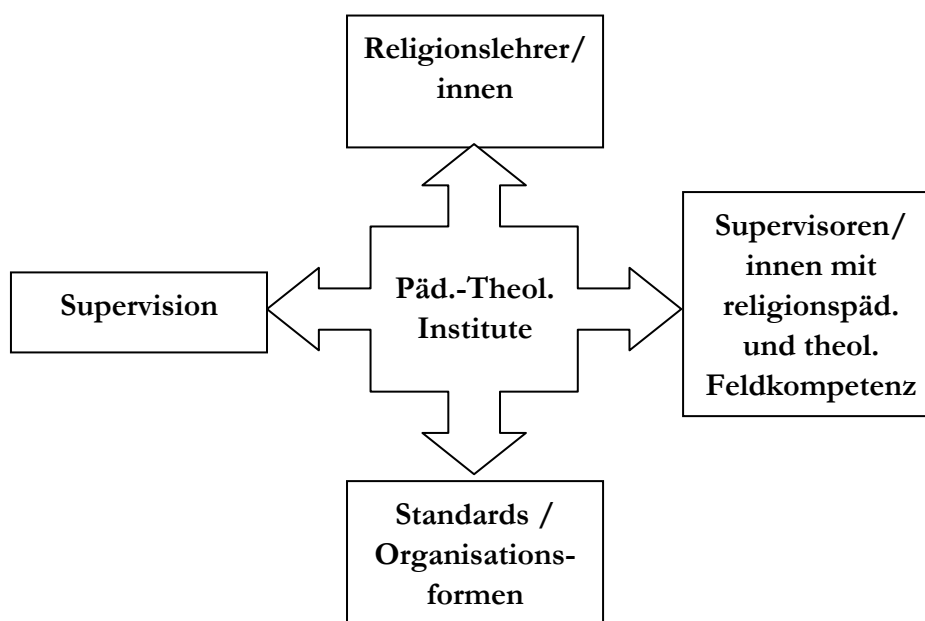 Religionslehrer/
innen
Supervision
Päd.-Theol.
Institute
Supervisoren/
innen mit
religionspäd.
und theol.
Feldkompetenz
Standards /
Organisations-
formen